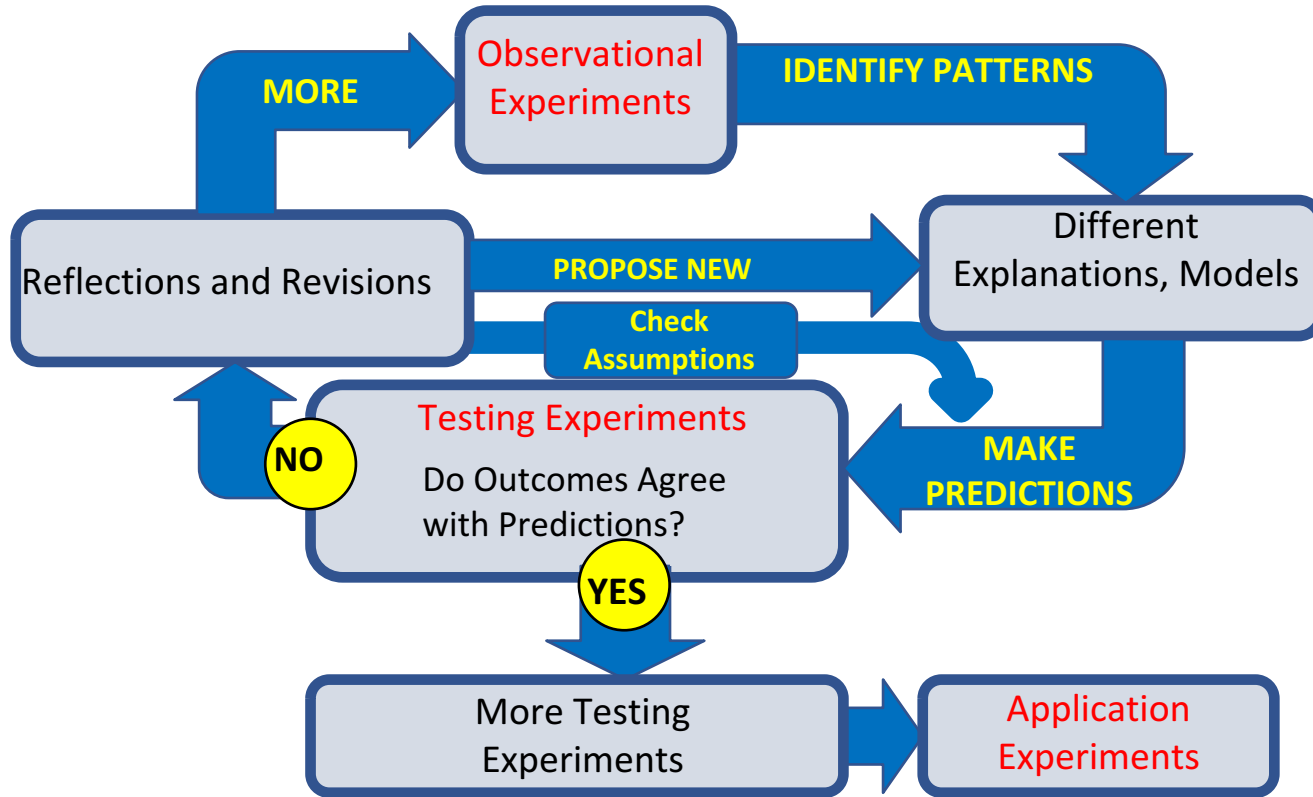 Observational
Experiments
MORE
IDENTIFY PATTERNS
Reflections and Revisions
PROPOSE NEW
Different
Explanations, Models
Check
Assumptions
Testing Experiments
Do Outcomes Agree
with Predictions?
NO
MAKE
PREDICTIONS
YES
More Testing
Experiments
Application
Experiments